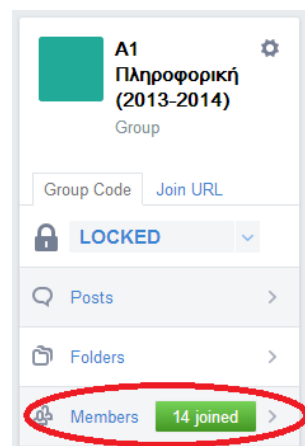 A1
Πληροφορική
(2013-2014)
Group
Group Code Join URL
LOCKED
Posts
Folders
Members 14 joined